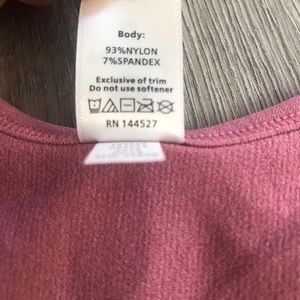 Body:
93%NYLON
7%SPANDEX
Exclusive of trim
Do not use softener
RN 144527